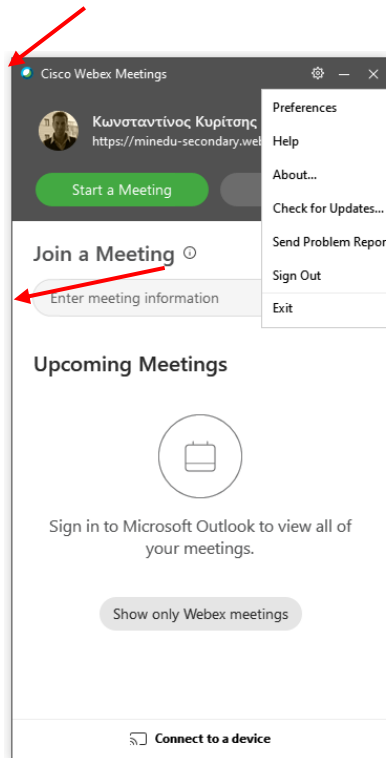 Cisco Webex Meetings
Κωνσταντίνος Κυρίτσης
https://minedu-secondary.wel
Preferences
Help
About...
Check for Updates...
Send Problem Repor
Sign Out
Exit
Start a Meeting
Join a Meeting
Enter meeting information
Upcoming Meetings
Sign in to Microsoft Outlook to view all of
your meetings.
Show only Webex meetings
Connect to a device